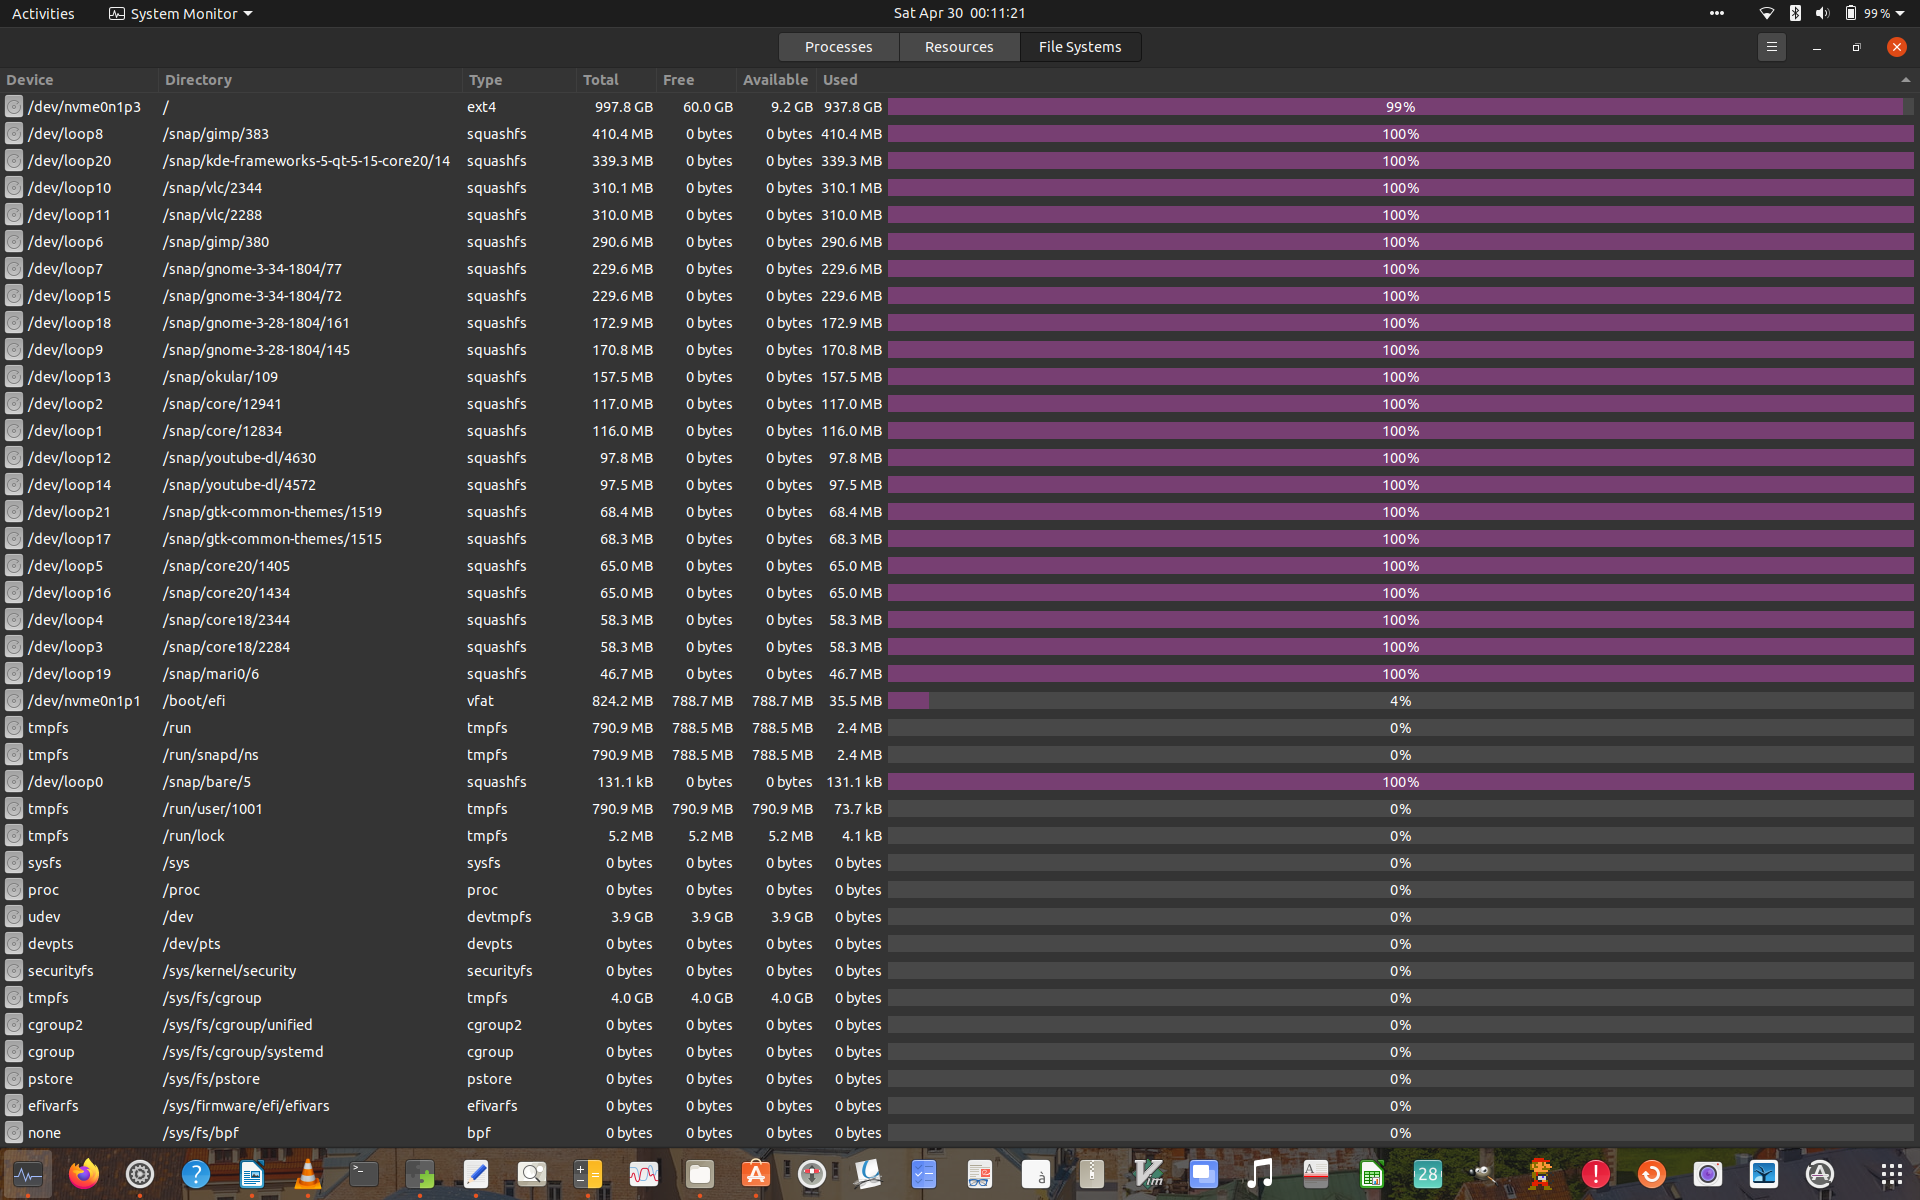 Activities System Monitor Sat Apr 30 00:11:21 99 %
Processes Resources File Systems
Device Directory Type Total Free Available Used
/dev/nvme0n1p3 / ext4 997.8 GB 60.0 GB 9.2 GB 937.8 GB 99%
/dev/loop8 /snap/gimp/383 squashfs 410.4 MB 0 bytes 0 bytes 410.4 MB 100%
/dev/loop20 /snap/kde-frameworks-5-qt-5-15-core20/14 squashfs 339.3 MB 0 bytes 0 bytes 339.3 MB 100%
/dev/loop10 /snap/vlc/2344 squashfs 310.1 MB 0 bytes 0 bytes 310.1 MB 100%
/dev/loop11 /snap/vlc/2288 squashfs 310.0 MB 0 bytes 0 bytes 310.0 MB 100%
/dev/loop6 /snap/gimp/380 squashfs 290.6 MB 0 bytes 0 bytes 290.6 MB 100%
/dev/loop7 /snap/gnome-3-34-1804/77 squashfs 229.6 MB 0 bytes 0 bytes 229.6 MB 100%
/dev/loop15 /snap/gnome-3-34-1804/72 squashfs 229.6 MB 0 bytes 0 bytes 229.6 MB 100%
/dev/loop18 /snap/gnome-3-28-1804/161 squashfs 172.9 MB 0 bytes 0 bytes 172.9 MB 100%
/dev/loop9 /snap/gnome-3-28-1804/145 squashfs 170.8 MB 0 bytes 0 bytes 170.8 MB 100%
/dev/loop13 /snap/okular/109 squashfs 157.5 MB 0 bytes 0 bytes 157.5 MB 100%
/dev/loop2 /snap/core/12941 squashfs 117.0 MB 0 bytes 0 bytes 117.0 MB 100%
/dev/loop1 /snap/core/12834 squashfs 116.0 MB 0 bytes 0 bytes 116.0 MB 100%
/dev/loop12 /snap/youtube-dl/4630 squashfs 97.8 MB 0 bytes 0 bytes 97.8 MB 100%
/dev/loop14 /snap/youtube-dl/4572 squashfs 97.5 MB 0 bytes 0 bytes 97.5 MB 100%
/dev/loop21 /snap/gtk-common-themes/1519 squashfs 68.4 MB 0 bytes 0 bytes 68.4 MB 100%
/dev/loop17 /snap/gtk-common-themes/1515 squashfs 68.3 MB 0 bytes 0 bytes 68.3 MB 100%
/dev/loop5 /snap/core20/1405 squashfs 65.0 MB 0 bytes 0 bytes 65.0 MB 100%
/dev/loop16 /snap/core20/1434 squashfs 65.0 MB 0 bytes 0 bytes 65.0 MB 100%
/dev/loop4 /snap/core18/2344 squashfs 58.3 MB 0 bytes 0 bytes 58.3 MB 100%
/dev/loop3 /snap/core18/2284 squashfs 58.3 MB 0 bytes 0 bytes 58.3 MB 100%
/dev/loop19 /snap/mari0/6 squashfs 46.7 MB 0 bytes 0 bytes 46.7 MB 100%
/dev/nvme0n1p1 /boot/efi vfat 824.2 MB 788.7 MB 788.7 MB 35.5 MB 4%
tmpfs /run tmpfs 790.9 MB 788.5 MB 788.5 MB 2.4 MB 0%
tmpfs /run/snapd/ns tmpfs 790.9 MB 788.5 MB 788.5 MB 2.4 MB 0%
/dev/loop0 /snap/bare/5 squashfs 131.1 kB 0 bytes 0 bytes 131.1 kB 100%
tmpfs /run/user/1001 tmpfs 790.9 MB 790.9 MB 790.9 MB 73.7 kB 0%
tmpfs /run/lock tmpfs 5.2 MB 5.2 MB 5.2 MB 4.1 kB 0%
sysfs /sys sysfs 0 bytes 0 bytes 0 bytes 0 bytes 0%
proc /proc proc 0 bytes 0 bytes 0 bytes 0 bytes 0%
udev /dev devtmpfs 3.9 GB 3.9 GB 3.9 GB 0 bytes 0%
devpts /dev/pts devpts 0 bytes 0 bytes 0 bytes 0 bytes 0%
securityfs /sys/kernel/security securityfs 0 bytes 0 bytes 0 bytes 0 bytes 0%
tmpfs /sys/fs/cgroup tmpfs 4.0 GB 4.0 GB 4.0 GB 0 bytes 0%
cgroup2 /sys/fs/cgroup/unified cgroup2 0 bytes 0 bytes 0 bytes 0 bytes 0%
cgroup /sys/fs/cgroup/systemd cgroup 0 bytes 0 bytes 0 bytes 0 bytes 0%
pstore /sys/fs/pstore pstore 0 bytes 0 bytes 0 bytes 0 bytes 0%
efivarfs /sys/firmware/efi/efivars efivarfs 0 bytes 0 bytes 0 bytes 0 bytes 0%
none /sys/fs/bpf bpf 0 bytes 0 bytes 0 bytes 0 bytes 0%
? >_ à Vim A 28 !